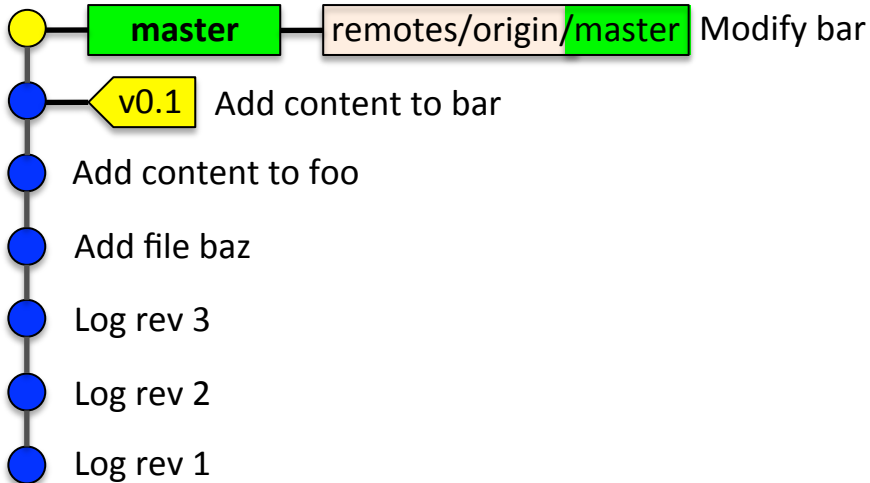 master remotes/origin/master Modify bar
v0.1 Add content to bar
Add content to foo
Add file baz
Log rev 3
Log rev 2
Log rev 1